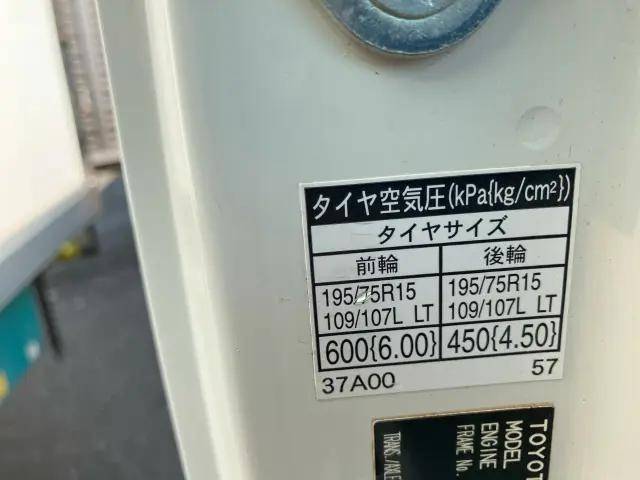 タイヤ空気圧(kPa{kg/cm²})
タイヤサイズ
前輪 後輪
195/75R15 195/75R15
109/107L LT 109/107L LT
600{6.00} 450{4.50}
37A00 57
TOYOT
MODEL
ENGINE
FRAME No.
TRANS./AXLE